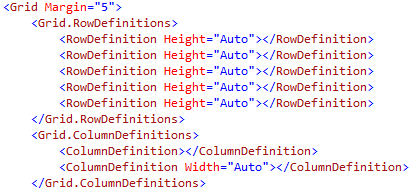 <Grid Margin="5">
<Grid.RowDefinitions>
<RowDefinition Height="Auto"></RowDefinition>
<RowDefinition Height="Auto"></RowDefinition>
<RowDefinition Height="Auto"></RowDefinition>
<RowDefinition Height="Auto"></RowDefinition>
<RowDefinition Height="Auto"></RowDefinition>
</Grid.RowDefinitions>
<Grid.ColumnDefinitions>
<ColumnDefinition></ColumnDefinition>
<ColumnDefinition Width="Auto"></ColumnDefinition>
</Grid.ColumnDefinitions>